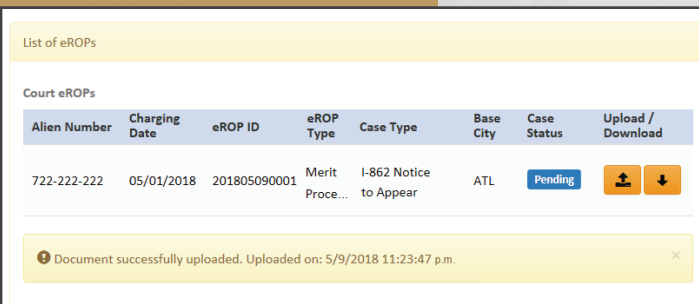 List of eROPs
Court eROPs
Alien Number Charging Date eROP ID eROP Type Case Type Base City Case Status Upload / Download
722-222-222 05/01/2018 201805090001 Merit Proce... I-862 Notice to Appear ATL Pending
Document successfully uploaded. Uploaded on: 5/9/2018 11:23:47 p.m. ×